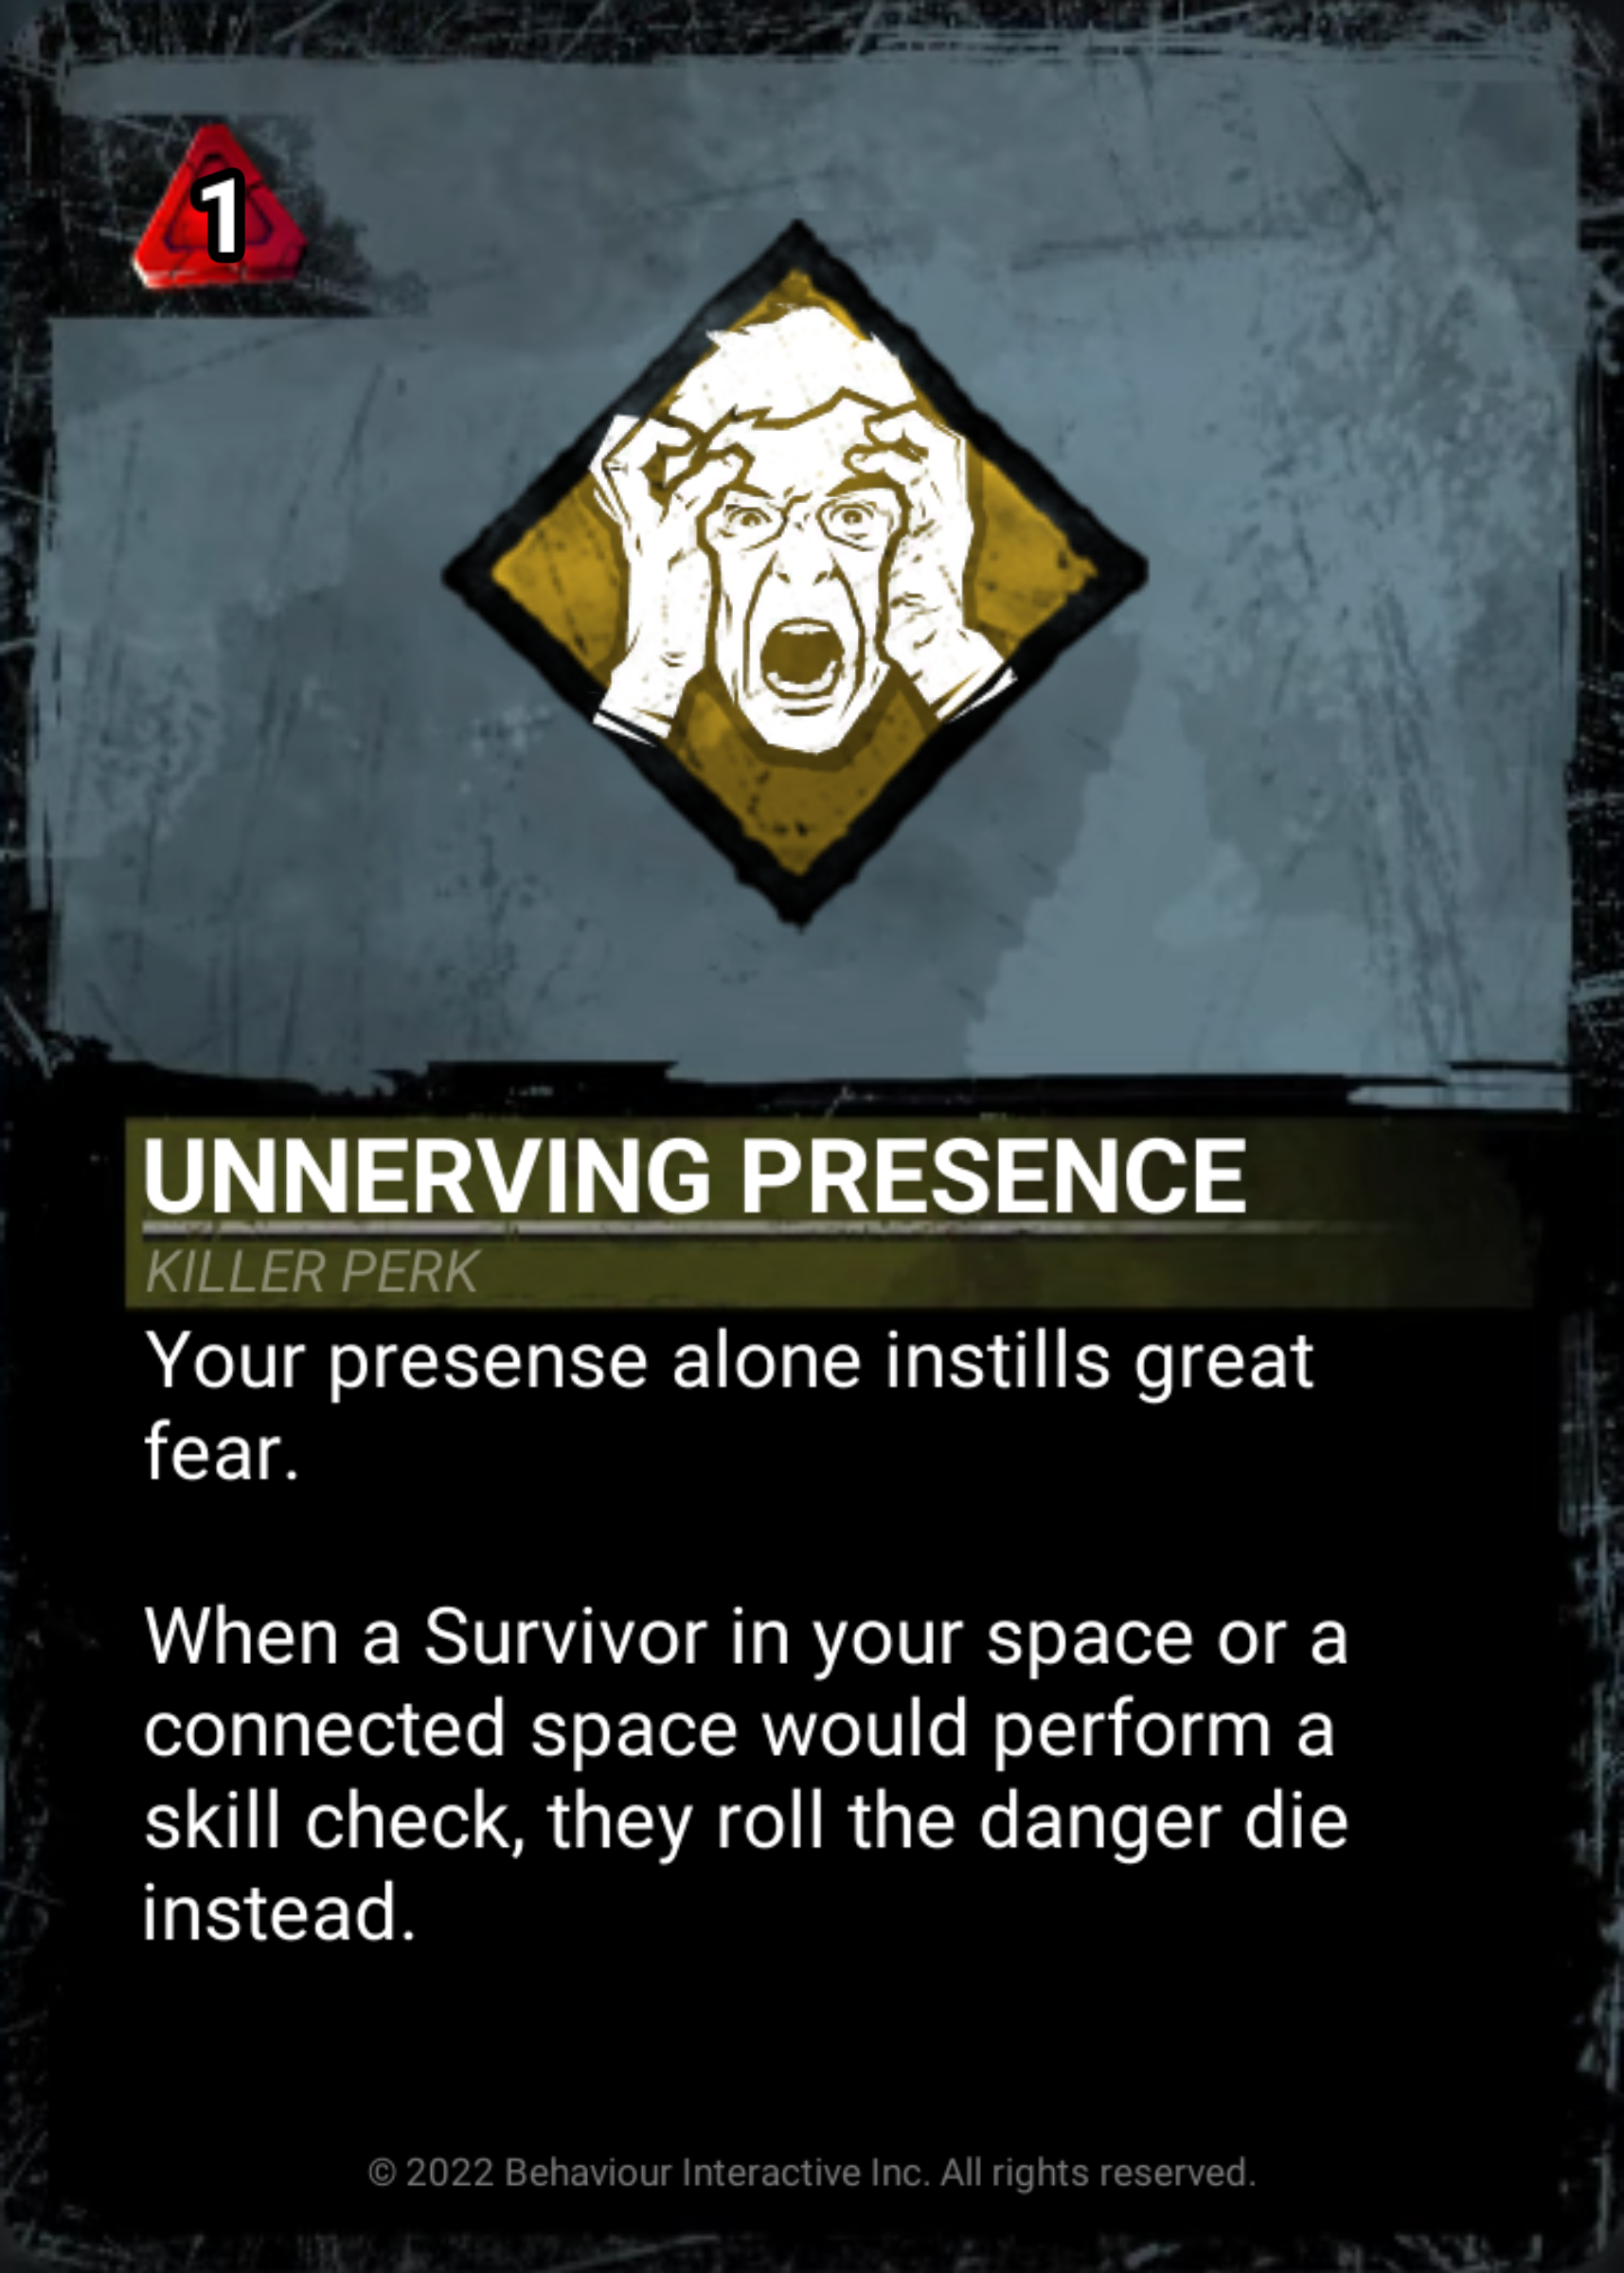 1
UNNERVING PRESENCE
KILLER PERK
Your presense alone instills great
fear.
When a Survivor in your space or a
connected space would perform a
skill check, they roll the danger die
instead.
© 2022 Behaviour Interactive Inc. All rights reserved.